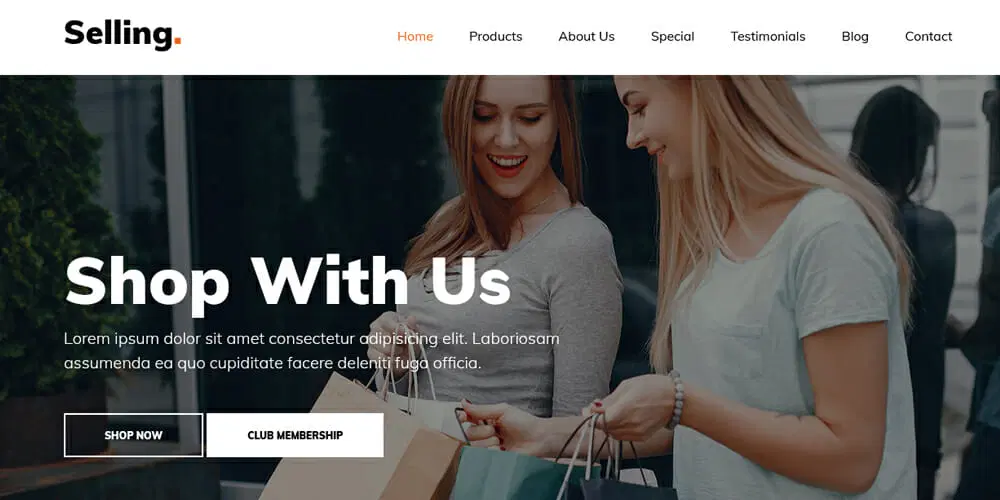 Selling.
Home Products About Us Special Testimonials Blog Contact
Shop With Us
Lorem ipsum dolor sit amet consectetur adipisicing elit. Laboriosam
assumenda ea quo cupiditate facere deleniti fuga officia.
SHOP NOW CLUB MEMBERSHIP